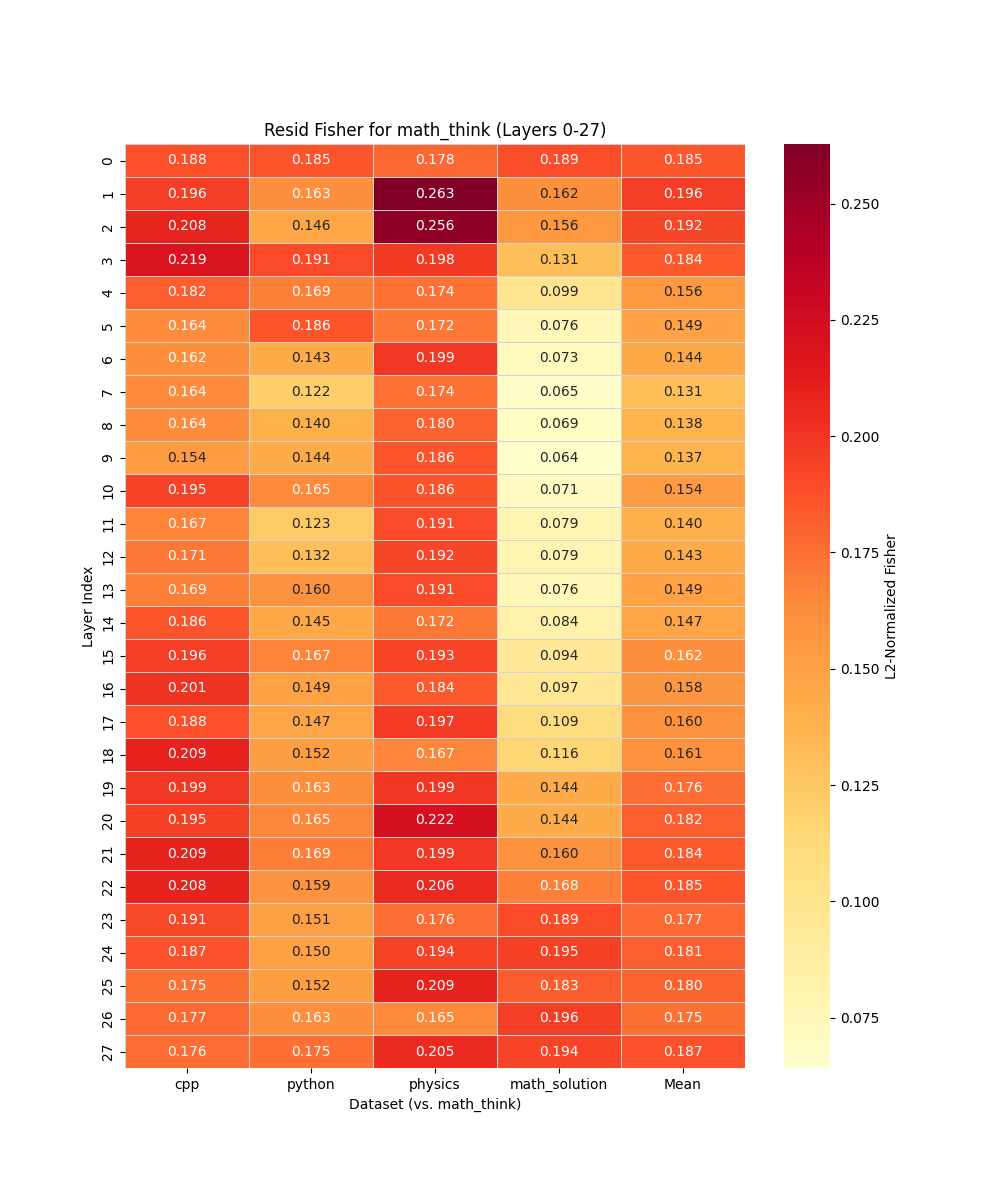 Resid Fisher for math_think (Layers 0-27)
0 0.188 0.185 0.178 0.189 0.185
1 0.196 0.163 0.263 0.162 0.196
2 0.208 0.146 0.256 0.156 0.192
3 0.219 0.191 0.198 0.131 0.184
4 0.182 0.169 0.174 0.099 0.156
5 0.164 0.186 0.172 0.076 0.149
6 0.162 0.143 0.199 0.073 0.144
7 0.164 0.122 0.174 0.065 0.131
8 0.164 0.140 0.180 0.069 0.138
9 0.154 0.144 0.186 0.064 0.137
10 0.195 0.165 0.186 0.071 0.154
11 0.167 0.123 0.191 0.079 0.140
12 0.171 0.132 0.192 0.079 0.143
13 0.169 0.160 0.191 0.076 0.149
14 0.186 0.145 0.172 0.084 0.147
15 0.196 0.167 0.193 0.094 0.162
16 0.201 0.149 0.184 0.097 0.158
17 0.188 0.147 0.197 0.109 0.160
18 0.209 0.152 0.167 0.116 0.161
19 0.199 0.163 0.199 0.144 0.176
20 0.195 0.165 0.222 0.144 0.182
21 0.209 0.169 0.199 0.160 0.184
22 0.208 0.159 0.206 0.168 0.185
23 0.191 0.151 0.176 0.189 0.177
24 0.187 0.150 0.194 0.195 0.181
25 0.175 0.152 0.209 0.183 0.180
26 0.177 0.163 0.165 0.196 0.175
27 0.176 0.175 0.205 0.194 0.187
cpp python physics math_solution Mean
Dataset (vs. math_think)
Layer Index
0.250
0.225
0.200
0.175
0.150
0.125
0.100
0.075
L2-Normalized Fisher